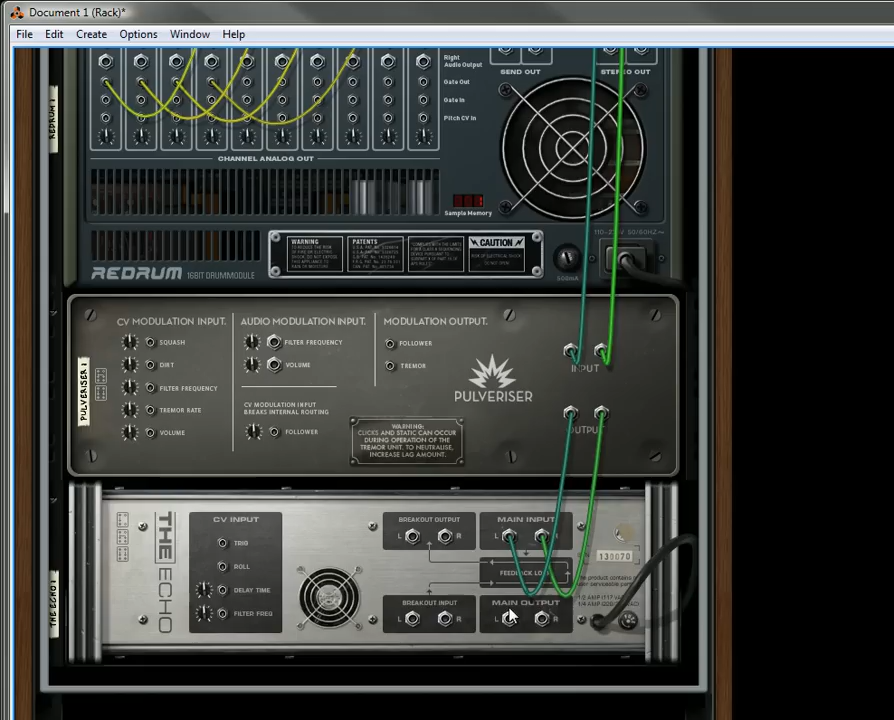 Document 1 (Rack)*
File Edit Create Options Window Help
Right
Audio Output
Gate Out
Gate In
Pitch CV In
SEND OUT
STEREO OUT
CHANNEL ANALOG OUT
Sample Memory
REDRUM 1
WARNING
PATENTS
CAUTION
REDRUM 16BIT DRUMMODULE
CV MODULATION INPUT.
SQUASH
DIRT
FILTER FREQUENCY
TREMOR RATE
VOLUME
AUDIO MODULATION INPUT.
FILTER FREQUENCY
VOLUME
CV MODULATION INPUT
BREAKS INTERNAL ROUTING
FOLLOWER
MODULATION OUTPUT.
FOLLOWER
TREMOR
PULVERISER
WARNING:
CLICKS AND STATIC CAN OCCUR
DURING OPERATION OF THE
TREMOR UNIT. TO NEUTRALISE,
INCREASE LAG AMOUNT.
INPUT
OUTPUT
PULVERISER 1
THE ECHO 1
THE ECHO
CV INPUT
TRIG
ROLL
DELAY TIME
FILTER FREQ
BREAKOUT OUTPUT
L R
MAIN INPUT
L
FEEDBACK
BREAKOUT INPUT
L R
MAIN OUTPUT
L R
130070